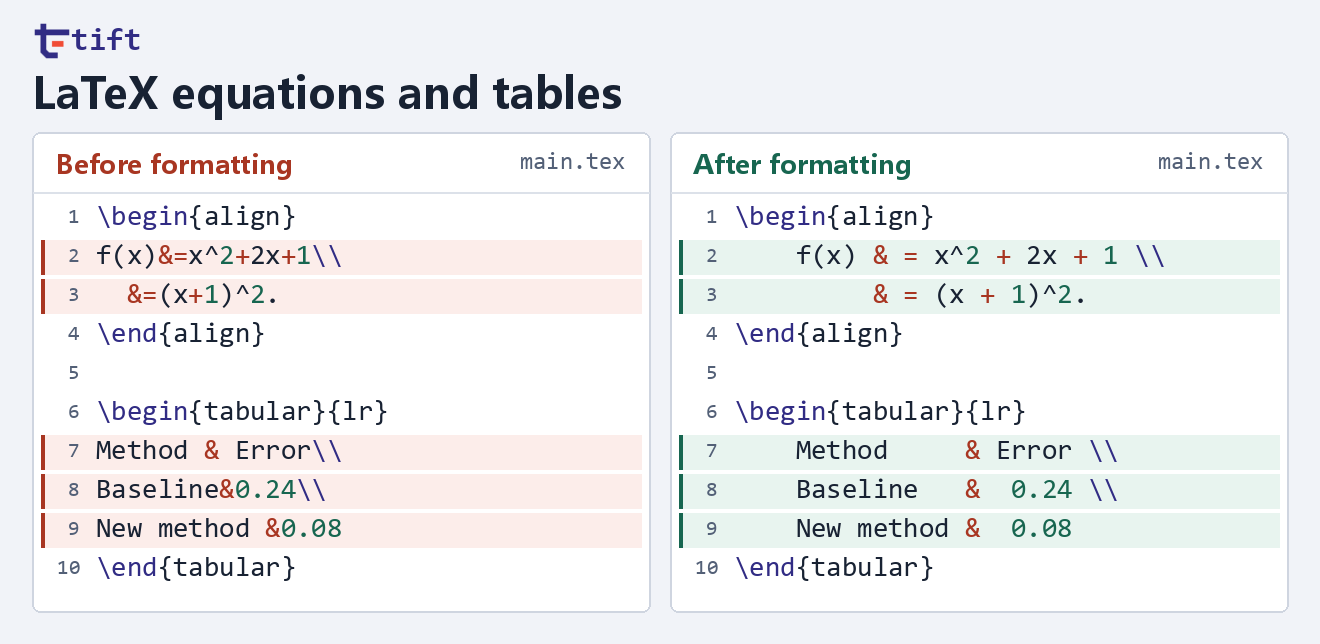 tift
LaTeX equations and tables
Before formatting main.tex
1 \begin{align}
2 f(x)&=x^2+2x+1\\
3   &=(x+1)^2.
4 \end{align}
5
6 \begin{tabular}{lr}
7 Method & Error\\
8 Baseline&0.24\\
9 New method &0.08
10 \end{tabular}
After formatting main.tex
1 \begin{align}
2     f(x) & = x^2 + 2x + 1 \\
3          & = (x + 1)^2.
4 \end{align}
5
6 \begin{tabular}{lr}
7     Method     & Error \\
8     Baseline   &  0.24 \\
9     New method &  0.08
10 \end{tabular}